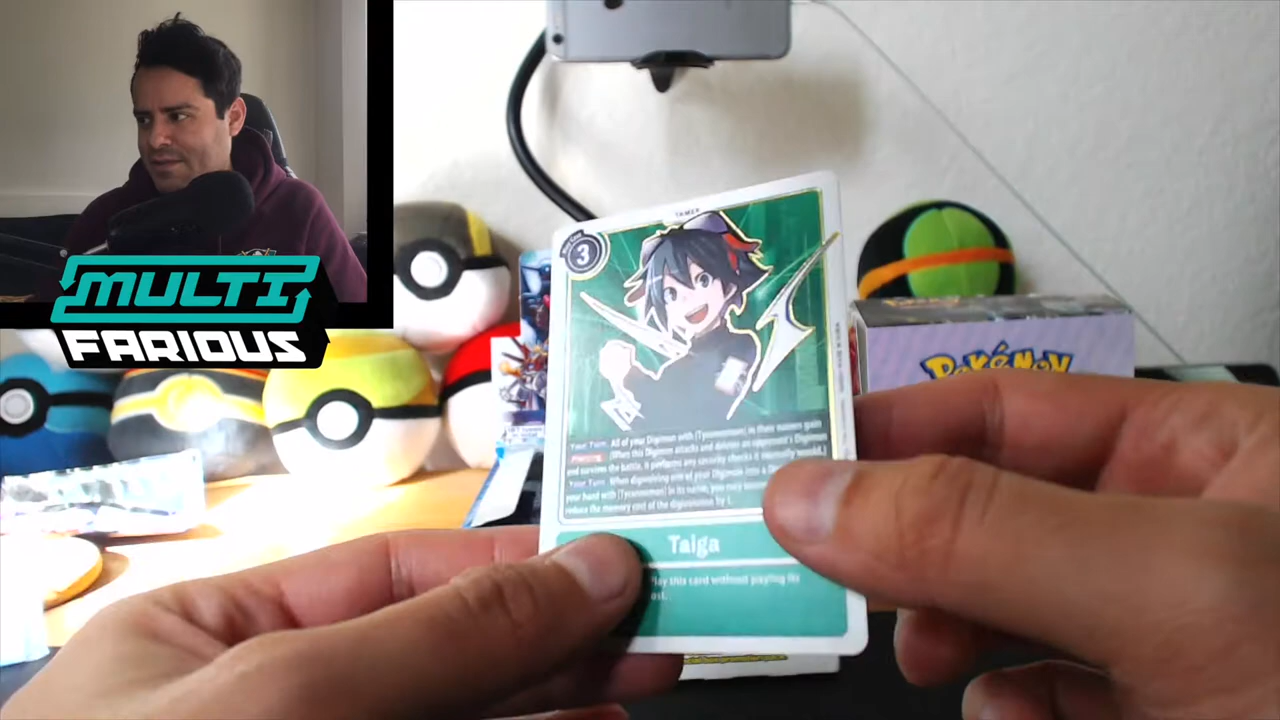 MULTI
FARIOUS
TAMER
3
Your Turn All of your Digimon with [Tyrannomon] in their names gain
Piercing (When this Digimon attacks and deletes an opponent's Digimon
and survives the battle, it performs any security checks it normally would.)
Your Turn When digivolving one of your Digimon into a
your hand with [Tyrannomon] in its name, you may
reduce the memory cost of the digivolution by 1.
Taiga
Play this card without paying its
Pokémon